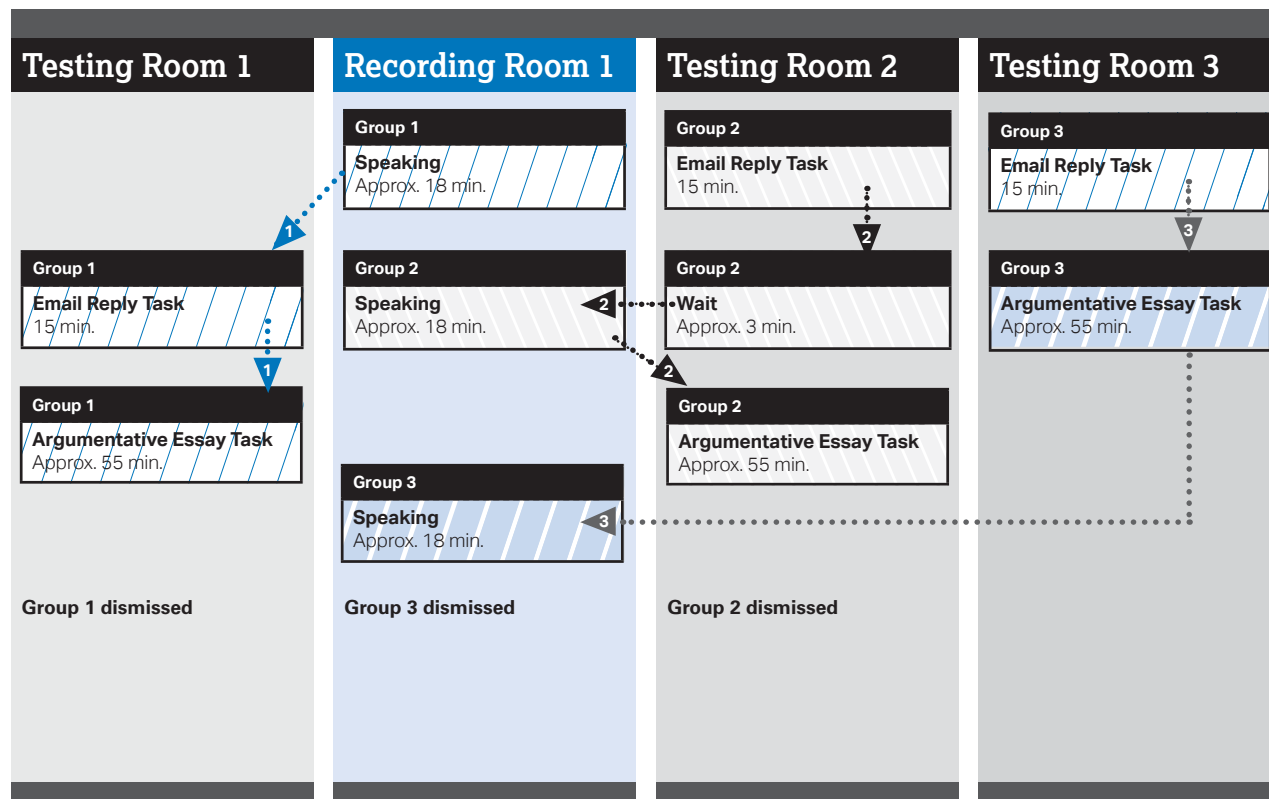 Testing Room 1
Group 1
Email Reply Task
15 min.
1
Group 1
Argumentative Essay Task
Approx. 55 min.
Group 1 dismissed
Recording Room 1
Group 1
Speaking
Approx. 18 min.
1
Group 2
Speaking
Approx. 18 min.
2
2
Group 3
Speaking
Approx. 18 min.
3
Group 3 dismissed
Testing Room 2
Group 2
Email Reply Task
15 min.
2
Group 2
Wait
Approx. 3 min.
Group 2
Argumentative Essay Task
Approx. 55 min.
Group 2 dismissed
Testing Room 3
Group 3
Email Reply Task
15 min.
3
Group 3
Argumentative Essay Task
Approx. 55 min.